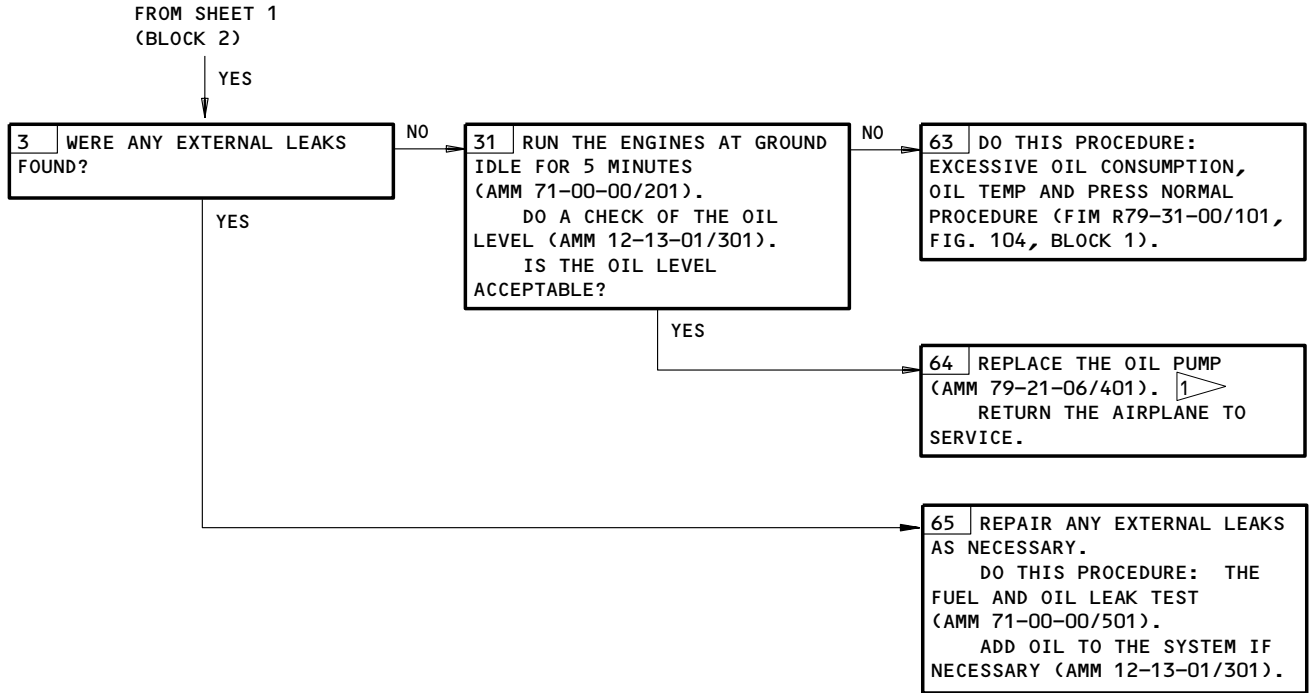 FROM SHEET 1
(BLOCK 2)
YES
3 WERE ANY EXTERNAL LEAKS
FOUND?
NO
YES
31 RUN THE ENGINES AT GROUND
IDLE FOR 5 MINUTES
(AMM 71-00-00/201).
DO A CHECK OF THE OIL
LEVEL (AMM 12-13-01/301).
IS THE OIL LEVEL
ACCEPTABLE?
NO
YES
63 DO THIS PROCEDURE:
EXCESSIVE OIL CONSUMPTION,
OIL TEMP AND PRESS NORMAL
PROCEDURE (FIM R79-31-00/101,
FIG. 104, BLOCK 1).
64 REPLACE THE OIL PUMP
(AMM 79-21-06/401). 1
RETURN THE AIRPLANE TO
SERVICE.
65 REPAIR ANY EXTERNAL LEAKS
AS NECESSARY.
DO THIS PROCEDURE: THE
FUEL AND OIL LEAK TEST
(AMM 71-00-00/501).
ADD OIL TO THE SYSTEM IF
NECESSARY (AMM 12-13-01/301).